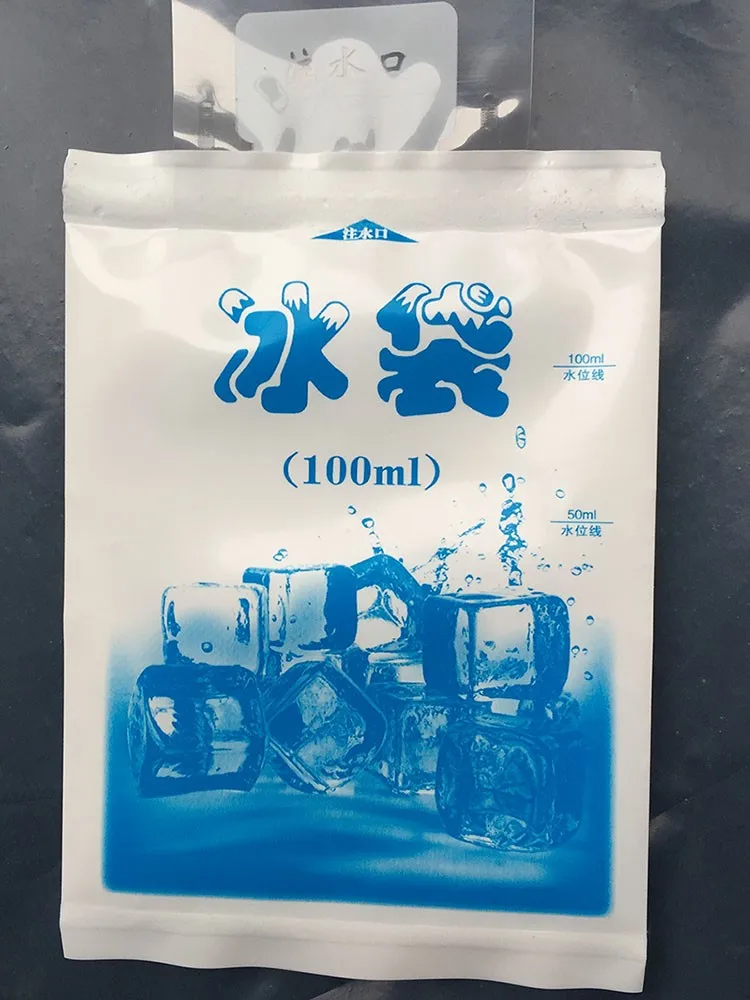 注水口
注水口
冰袋
100ml
水位线
（100ml）
50ml
水位线